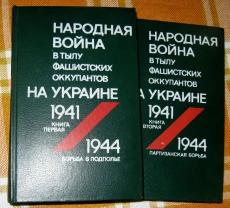 НАРОДНАЯ
ВОЙНА
В ТЫЛУ
ФАШИСТСКИХ
ОККУПАНТОВ
НА УКРАИНЕ
1941
КНИГА
ПЕРВАЯ
1944
БОРЬБА В ПОДПОЛЬЕ
НАРОДНАЯ
ВОЙНА
В ТЫЛУ
ФАШИСТСКИХ
ОККУПАНТОВ
А УКРАИНЕ
1941
КНИГА
ВТОРАЯ
1944
ПАРТИЗАНСКАЯ БОРЬБА